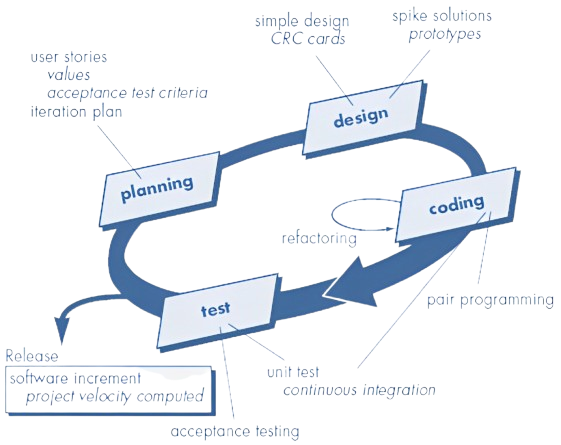 simple design
CRC cards
spike solutions
prototypes
user stories
values
acceptance test criteria
iteration plan
design
planning
coding
refactoring
pair programming
test
Release
software increment
project velocity computed
unit test
continuous integration
acceptance testing